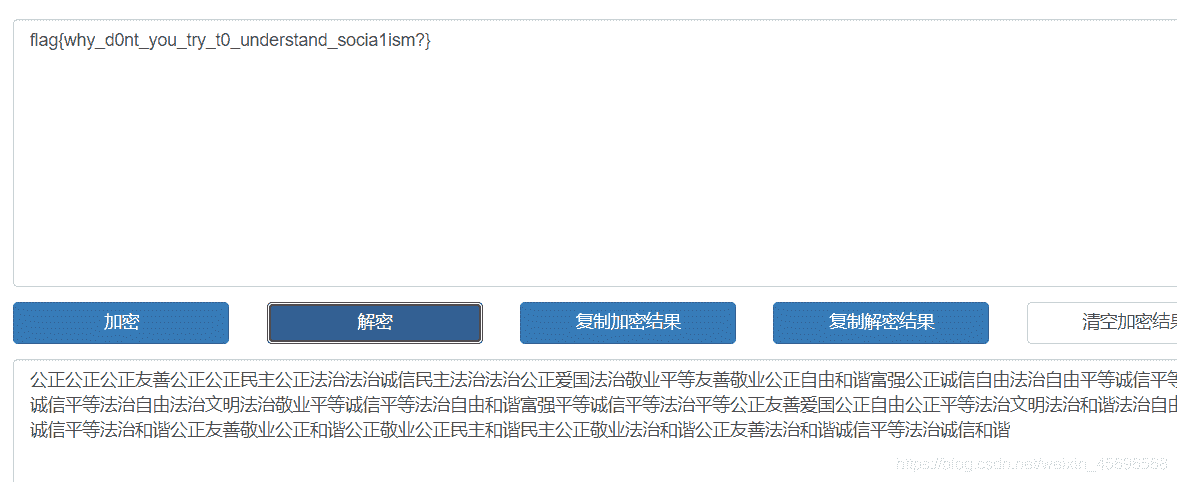 flag{why_d0nt_you_try_t0_understand_socia1ism?}
加密 解密 复制加密结果 复制解密结果 清空加密结果
公正公正公正友善公正公正民主公正法治法治诚信民主法治法治公正爱国法治敬业平等友善敬业公正自由和谐富强公正诚信自由法治自由平等诚信平等
诚信平等法治自由法治文明法治敬业平等诚信平等法治自由和谐富强平等诚信平等法治平等公正友善爱国公正自由公正平等法治文明法治和谐法治自由
诚信平等法治和谐公正友善敬业公正和谐公正敬业公正民主和谐民主公正敬业法治和谐公正友善法治和谐诚信平等法治诚信和谐